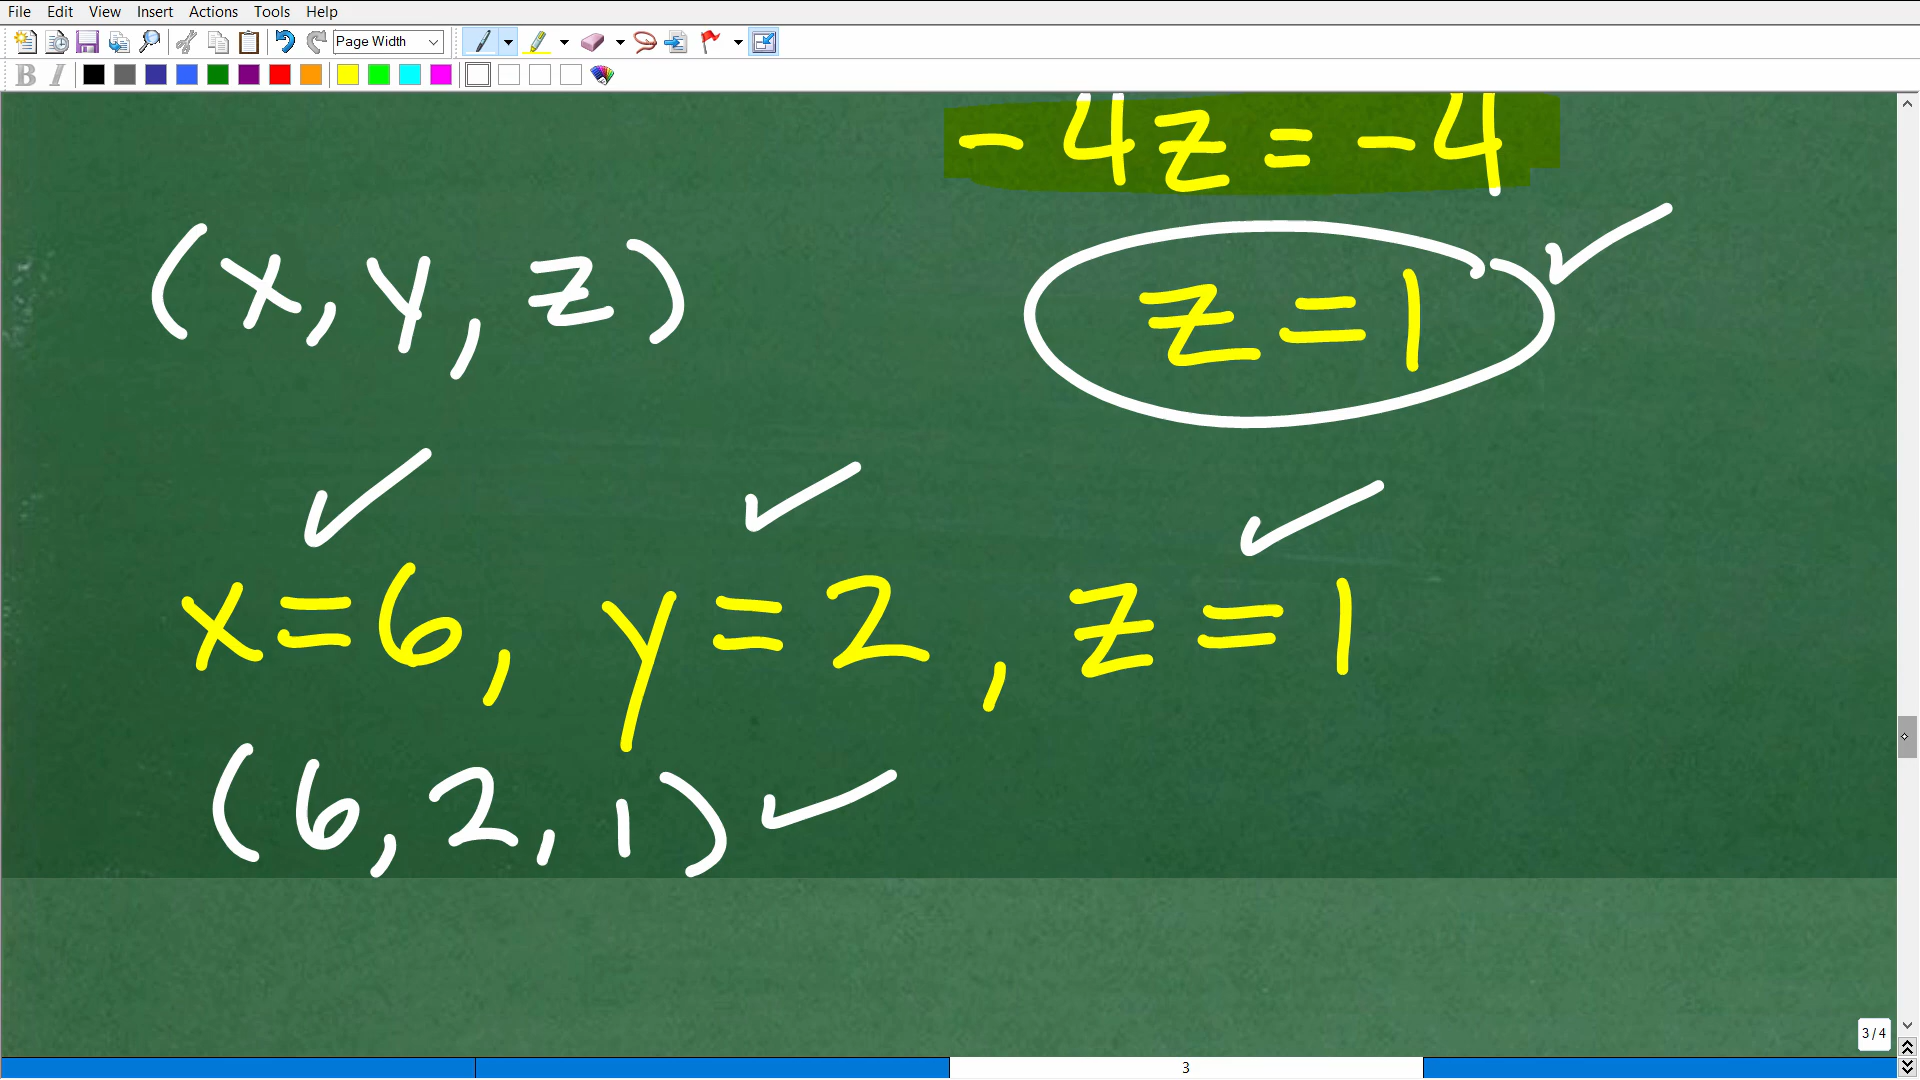 File Edit View Insert Actions Tools Help
Page Width
B I
-4z=-4
(x, y, z)
z=1
x=6, y=2, z=1
(6, 2, 1)
3/4
3